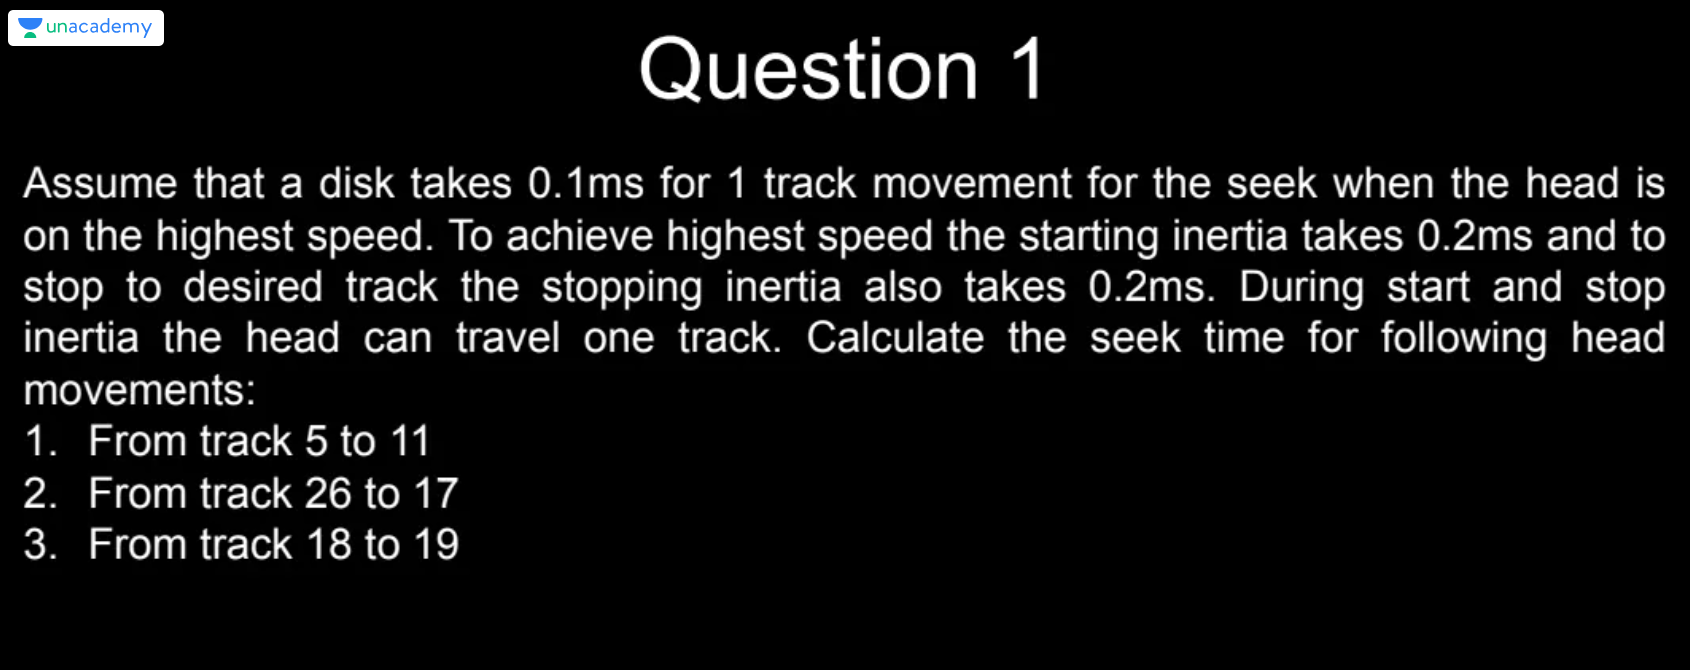 unacademy
Question 1
Assume that a disk takes 0.1ms for 1 track movement for the seek when the head is
on the highest speed. To achieve highest speed the starting inertia takes 0.2ms and to
stop to desired track the stopping inertia also takes 0.2ms. During start and stop
inertia the head can travel one track. Calculate the seek time for following head
movements:
1. From track 5 to 11
2. From track 26 to 17
3. From track 18 to 19